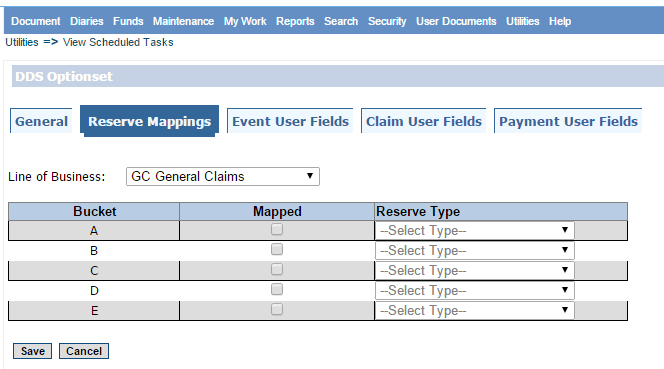 Document Diaries Funds Maintenance My Work Reports Search Security User Documents Utilities Help
Utilities => View Scheduled Tasks
DDS Optionset
General Reserve Mappings Event User Fields Claim User Fields Payment User Fields
Line of Business: GC General Claims
Bucket Mapped Reserve Type
A --Select Type--
B --Select Type--
C --Select Type--
D --Select Type--
E --Select Type--
Save Cancel